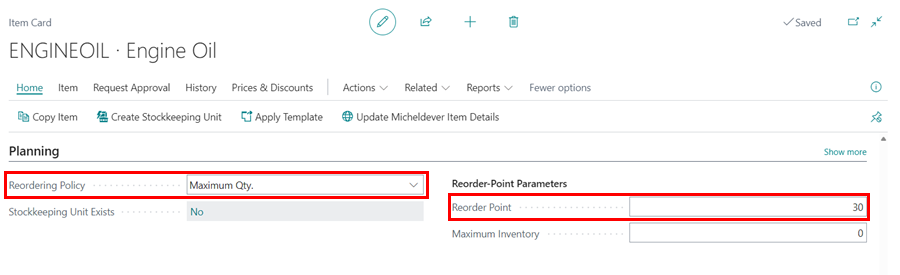 Item Card
Saved
ENGINEOIL · Engine Oil
Home Item Request Approval History Prices & Discounts Actions Related Reports Fewer options
Copy Item Create Stockkeeping Unit Apply Template Update Micheldever Item Details
Planning Show more
Reordering Policy Maximum Qty.
Stockkeeping Unit Exists No
Reorder-Point Parameters
Reorder Point 30
Maximum Inventory 0